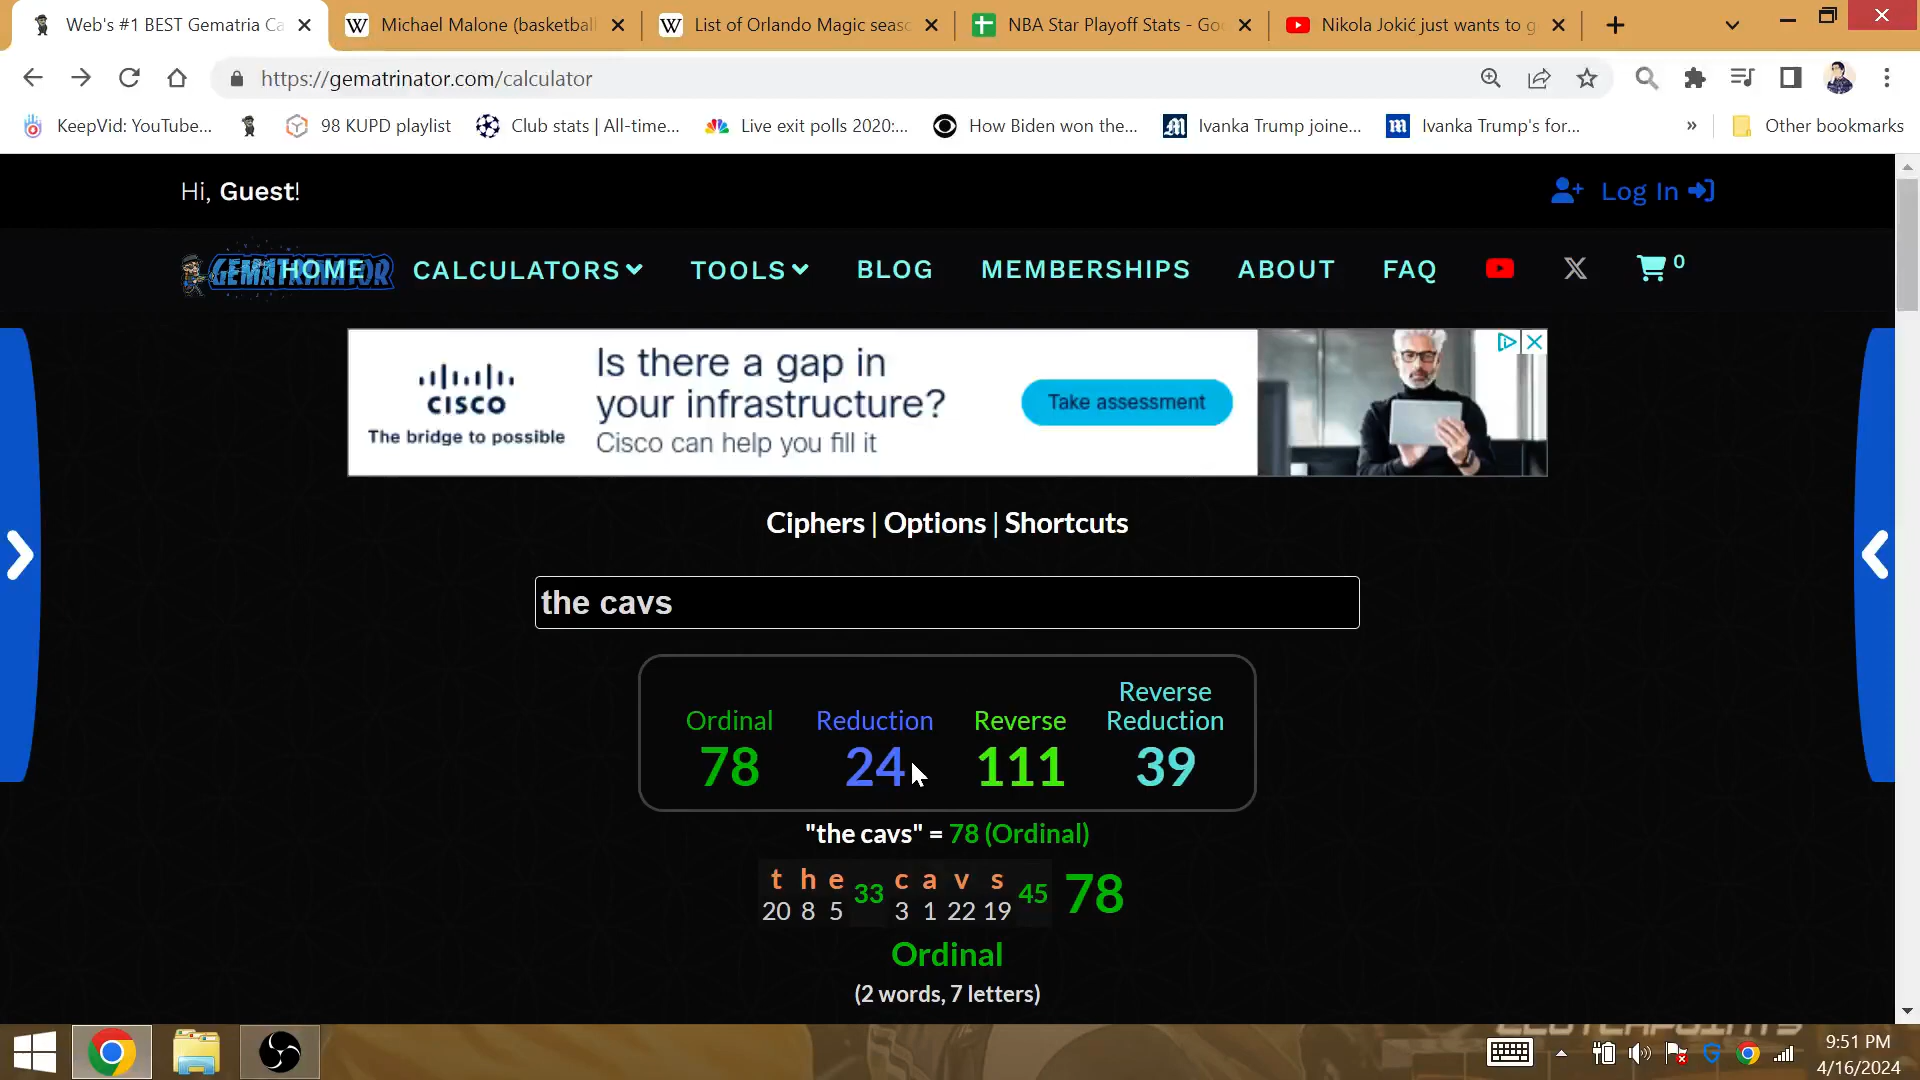 Web's #1 BEST Gematria Ca
Michael Malone (basketball
List of Orlando Magic seaso
NBA Star Playoff Stats - Goo
Nikola Jokić just wants to g
https://gematrinator.com/calculator
KeepVid: YouTube...
98 KUPD playlist
Club stats | All-time...
Live exit polls 2020:...
How Biden won the...
Ivanka Trump joine...
Ivanka Trump's for...
»
Other bookmarks
Hi, Guest!
Log In
GEMATRINATOR
HOME
CALCULATORS
TOOLS
BLOG
MEMBERSHIPS
ABOUT
FAQ
0
CISCO
The bridge to possible
Is there a gap in
your infrastructure?
Cisco can help you fill it
Take assessment
Ciphers | Options | Shortcuts
the cavs
Ordinal
78
Reduction
24
Reverse
111
Reverse
Reduction
39
"the cavs" = 78 (Ordinal)
t h e 33 c a v s 45 78
20 8 5 3 1 22 19
Ordinal
(2 words, 7 letters)
CLUTCHPOINTS
9:51 PM
4/16/2024